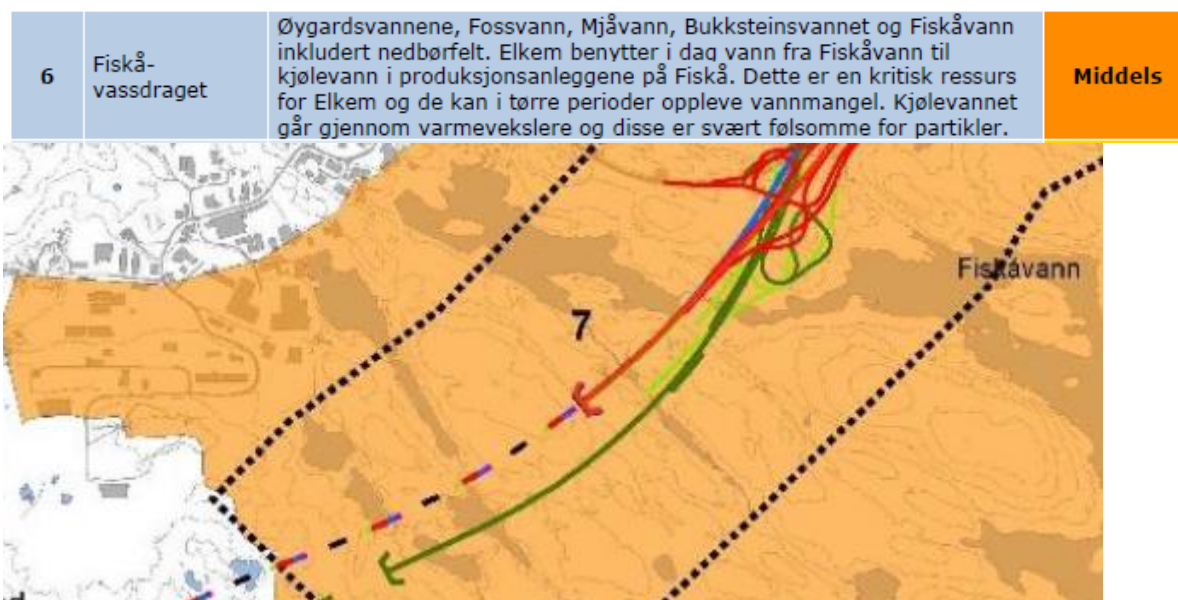 6
Fiskå-
vassdraget
Øygardsvannene, Fossvann, Mjåvann, Bukksteinsvannet og Fiskåvann
inkludert nedbørfelt. Elkem benytter i dag vann fra Fiskåvann til
kjølevann i produksjonsanleggene på Fiskå. Dette er en kritisk ressurs
for Elkem og de kan i tørre perioder oppleve vannmangel. Kjølevannet
går gjennom varmevekslere og disse er svært følsomme for partikler.
Middels
Fiskåvann
7